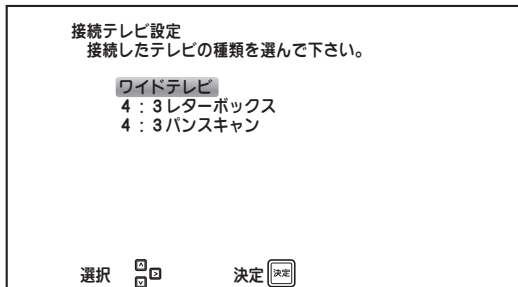 接続テレビ設定
接続したテレビの種類を選んで下さい。
ワイドテレビ
4：3レターボックス
4：3パンスキャン
選択 決定 決定